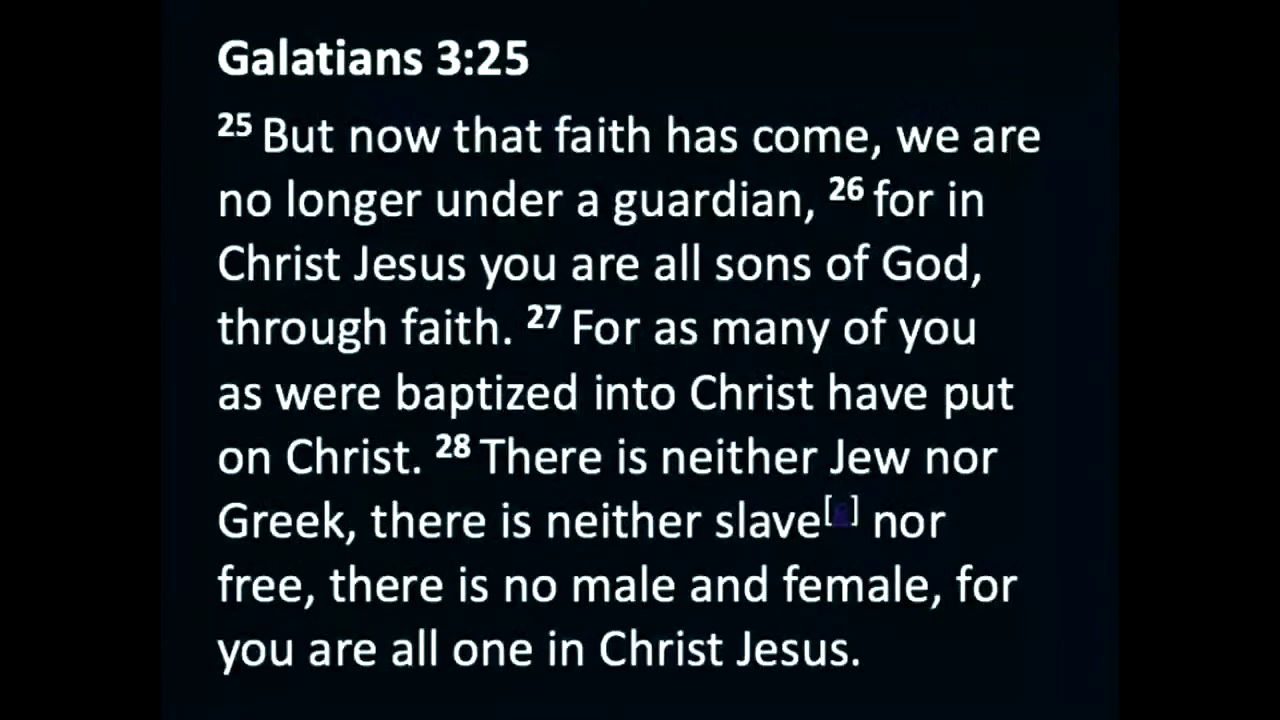 Galatians 3:25
25 But now that faith has come, we are
no longer under a guardian, 26 for in
Christ Jesus you are all sons of God,
through faith. 27 For as many of you
as were baptized into Christ have put
on Christ. 28 There is neither Jew nor
Greek, there is neither slave[ ] nor
free, there is no male and female, for
you are all one in Christ Jesus.